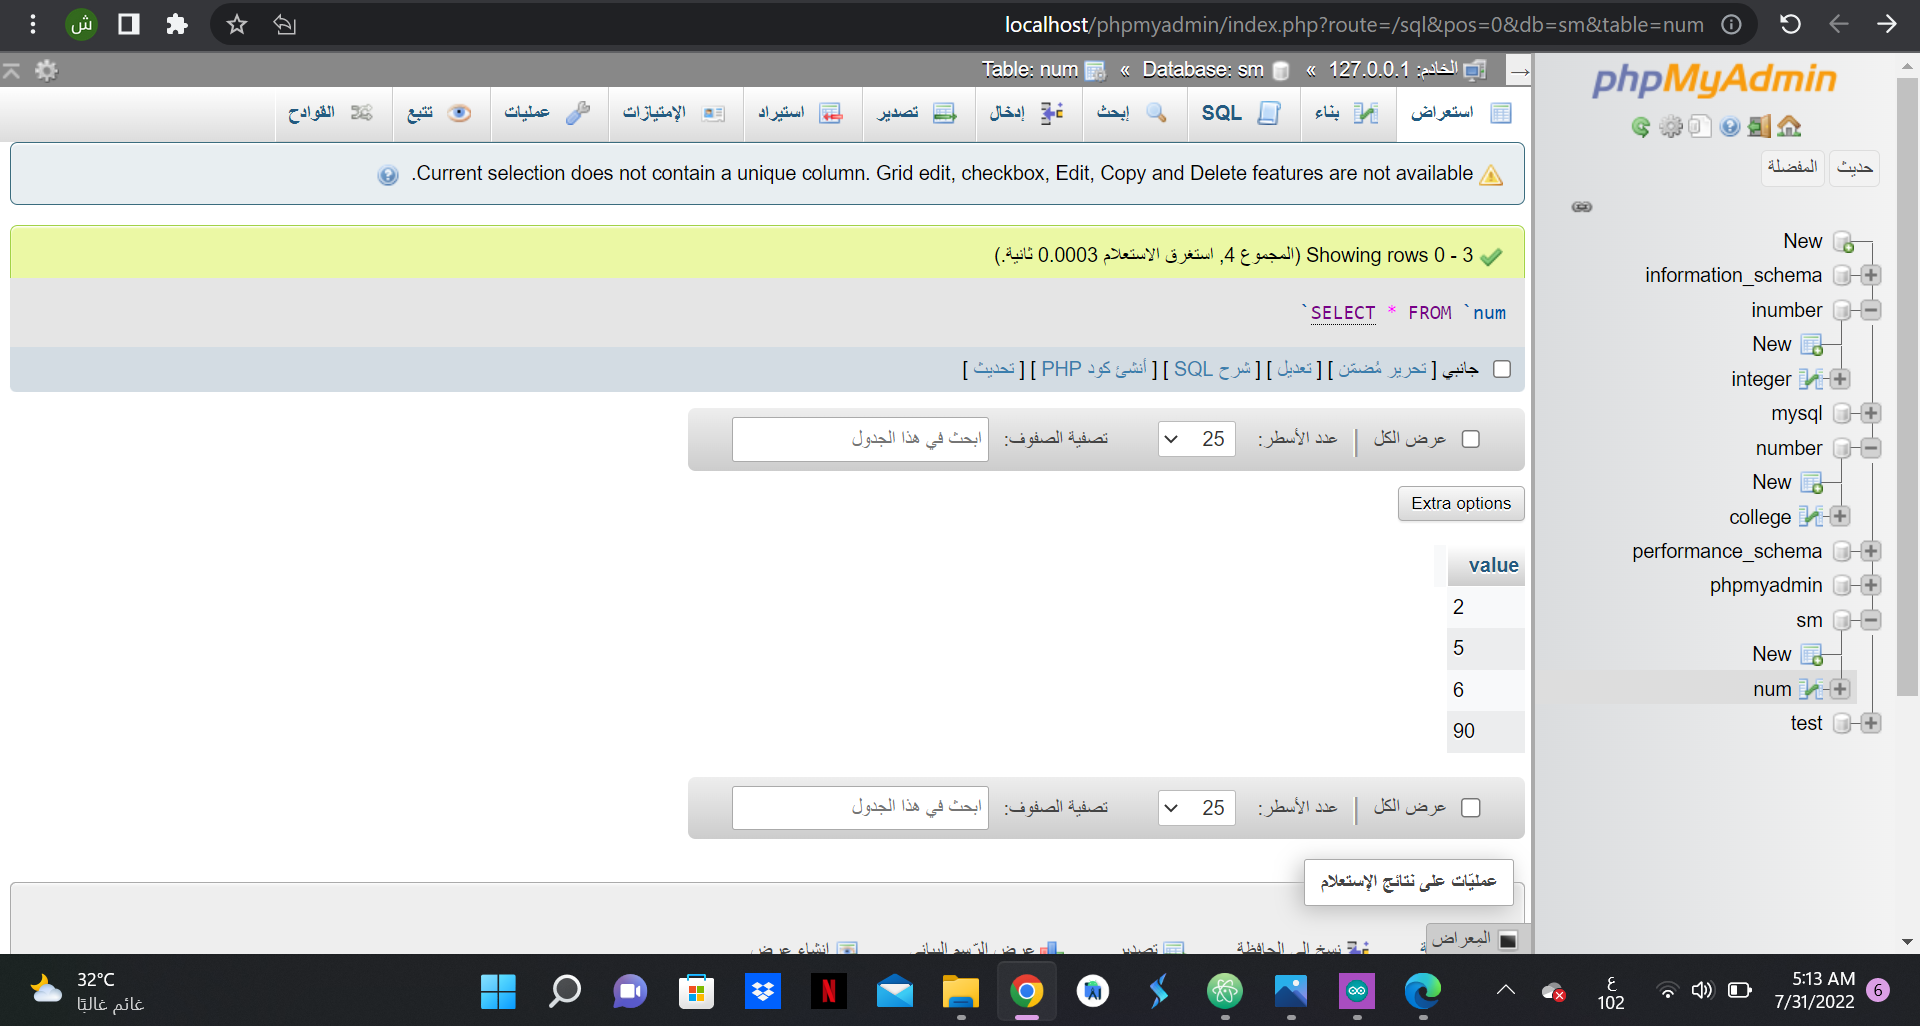 localhost/phpmyadmin/index.php?route=/sql&pos=0&db=sm&table=num
ش
الخادم: 127.0.0.1 » Database: sm » Table: num
استعراض
بناء
SQL
إبحث
إدخال
تصدير
استيراد
الإمتيازات
عمليات
تتبع
القوادح
.Current selection does not contain a unique column. Grid edit, checkbox, Edit, Copy and Delete features are not available
Showing rows 0 - 3 (المجموع 4, استغرق الاستعلام 0.0003 ثانية.)
`SELECT * FROM `num
جانبي [ تحرير مُضمّن ] [ تعديل ] [ شرح SQL ] [ أنشئ كود PHP ] [ تحديث ]
عرض الكل | عدد الأسطر: 25 تصفية الصفوف: ابحث في هذا الجدول
Extra options
value
2
5
6
90
عرض الكل | عدد الأسطر: 25 تصفية الصفوف: ابحث في هذا الجدول
عمليّات على نتائج الإستعلام
نسخ إلى الحافظة
تصدير
عرض الرّسم البياني
إنشاء عرض
المِعراض
phpMyAdmin
حديث
المفضلة
New
information_schema
inumber
New
integer
mysql
number
New
college
performance_schema
phpmyadmin
sm
New
num
test
32°C
غائم غالبًا
ع
102
5:13 AM
7/31/2022
6